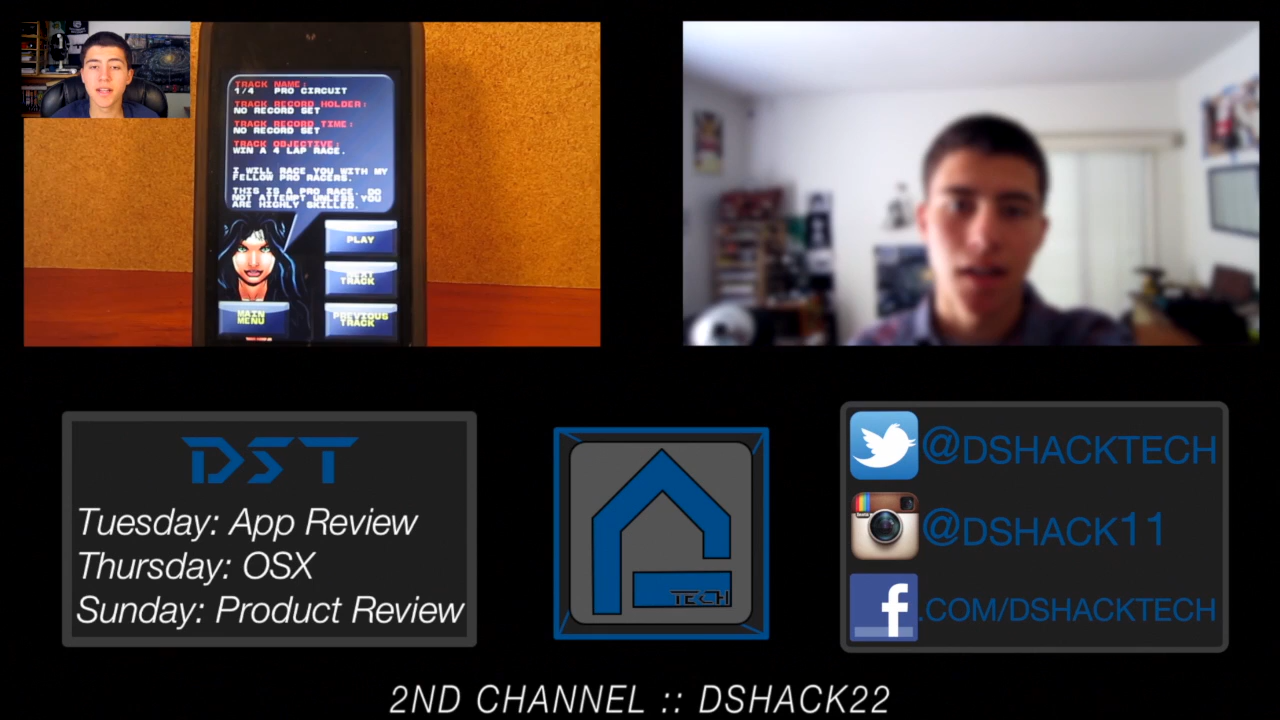 TRACK NAME:
1/4 PRO CIRCUIT
TRACK RECORD HOLDER:
NO RECORD SET
TRACK RECORD TIME:
NO RECORD SET
TRACK OBJECTIVE:
WIN A 4 LAP RACE.
I WILL RACE YOU WITH MY
FELLOW PRO RACERS.
THIS IS A PRO RACE. DO
NOT ATTEMPT UNLESS YOU
ARE HIGHLY SKILLED.
PLAY
TRACK
MAIN
MENU
PREVIOUS
TRACK
DST
Tuesday: App Review
Thursday: OSX
Sunday: Product Review
TECH
@DSHACKTECH
@DSHACK11
f.COM/DSHACKTECH
2ND CHANNEL :: DSHACK22